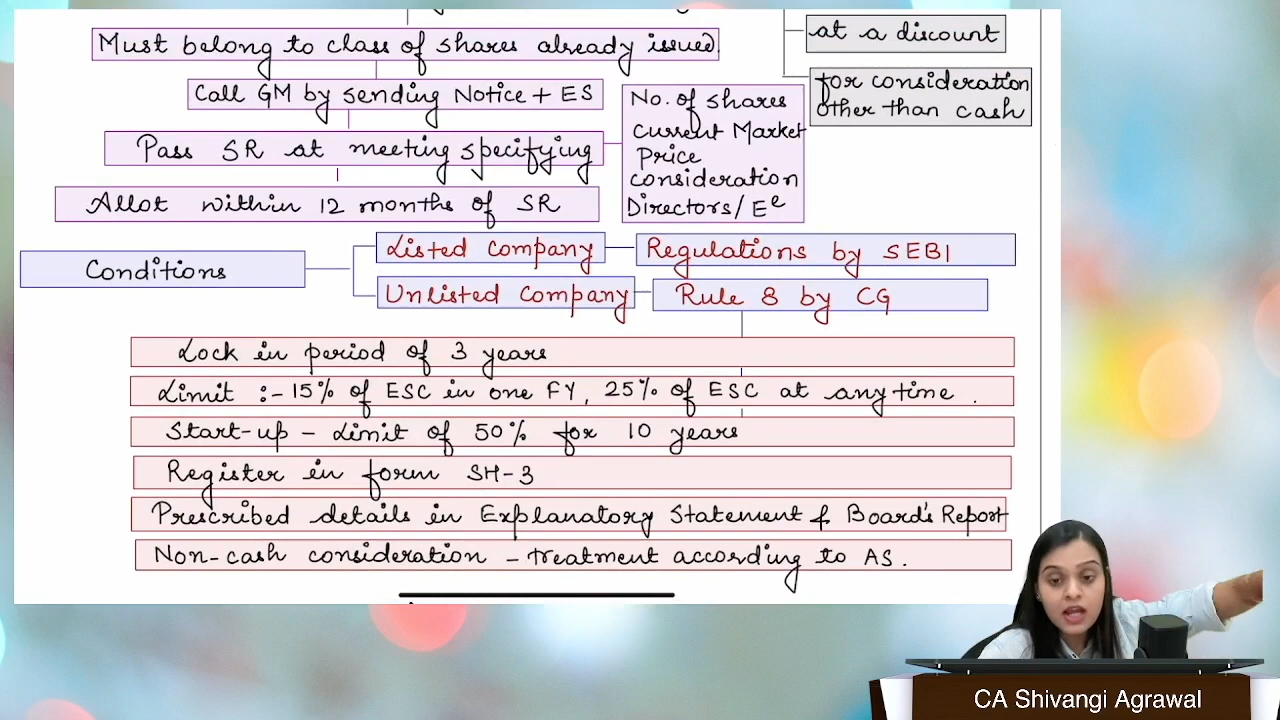 at a discount
Must belong to class of shares already issued.
for consideration
other than cash
Call GM by sending Notice + ES
No. of shares
Current Market
Price
consideration
Directors/Eᵉ
Pass SR at meeting specifying
Allot within 12 months of SR
Conditions
Listed Company
Regulations by SEBI
Unlisted Company
Rule 8 by CG
Lock in period of 3 years
Limit :- 15% of ESC in one FY, 25% of ESC at anytime .
Start-up - Limit of 50% for 10 years
Register in form SH-3
Prescribed details in Explanatory Statement & Board's Report
Non-cash consideration - treatment according to AS.
CA Shivangi Agrawal